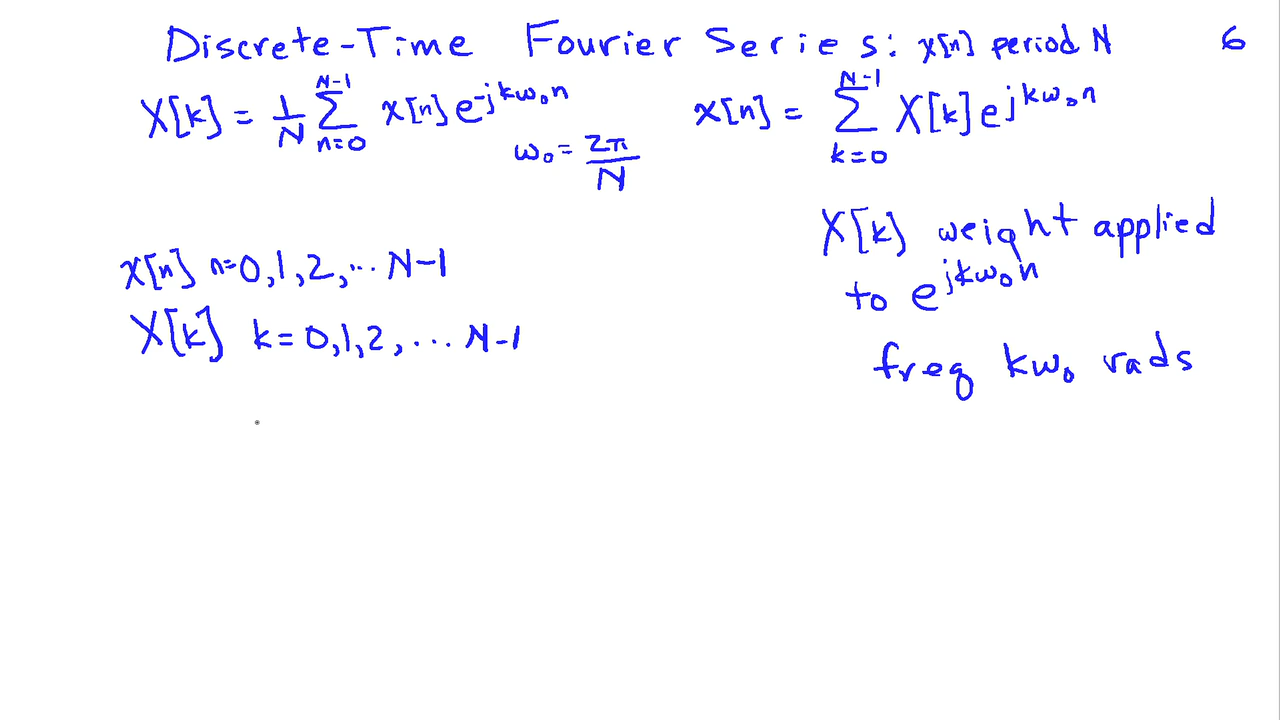 Discrete-Time Fourier Series: x[n] period N 6
X[k] = 1/N ∑_{n=0}^{N-1} x[n] e^{-jkω₀n} x[n] = ∑_{k=0}^{N-1} X[k] e^{jkω₀n}
ω₀ = 2π/N
X[k] weight applied
to e^{jkω₀n}
freq kω₀ rads
x[n] n=0,1,2,... N-1
X[k] k=0,1,2,... N-1